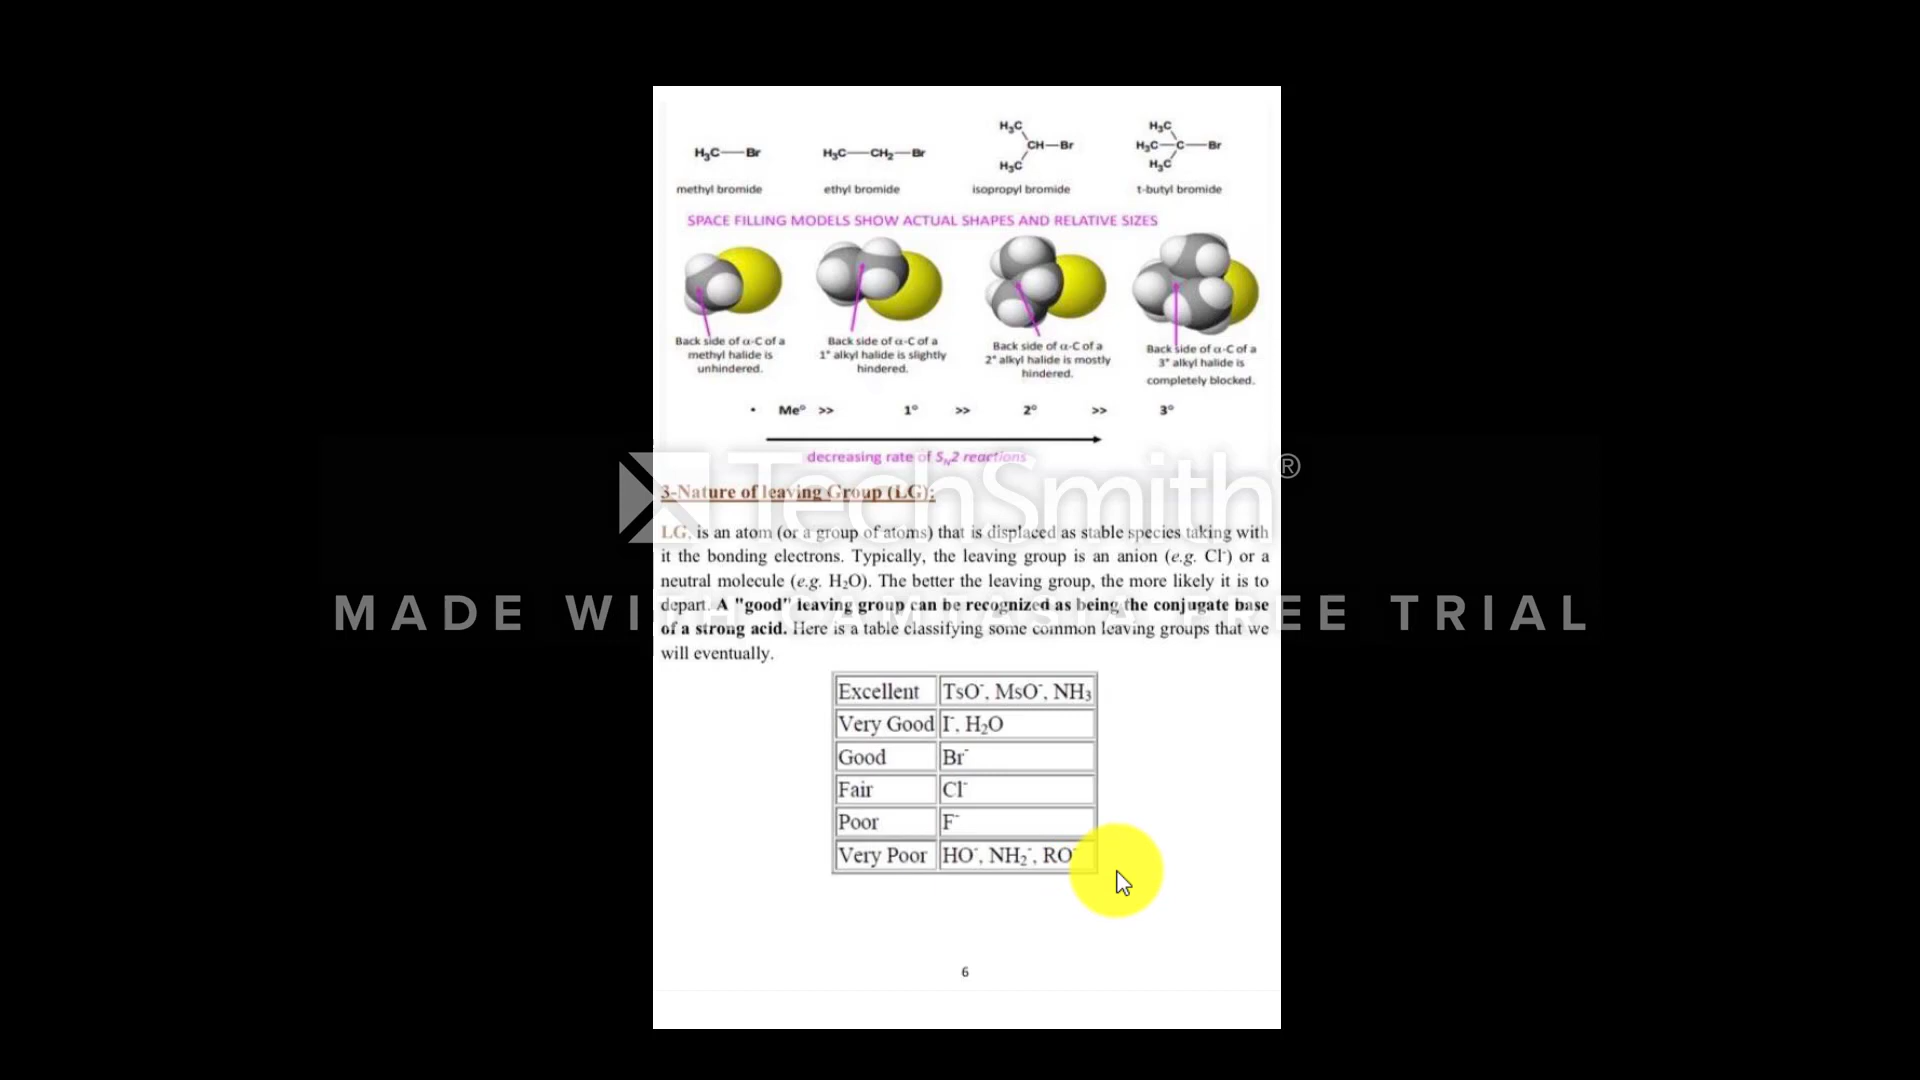 H3C—Br
H3C—CH2—Br
H3C
CH—Br
H3C
H3C
H3C—C—Br
H3C
methyl bromide
ethyl bromide
isopropyl bromide
t-butyl bromide
SPACE FILLING MODELS SHOW ACTUAL SHAPES AND RELATIVE SIZES
Back side of α-C of a
methyl halide is
unhindered.
Back side of α-C of a
1° alkyl halide is slightly
hindered.
Back side of α-C of a
2° alkyl halide is mostly
hindered.
Back side of α-C of a
3° alkyl halide is
completely blocked.
• Me° >> 1° >> 2° >> 3°
decreasing rate of SN2 reactions
TechSmith®
3-Nature of leaving Group (LG):
LG, is an atom (or a group of atoms) that is displaced as stable species taking with
it the bonding electrons. Typically, the leaving group is an anion (e.g. Cl-) or a
neutral molecule (e.g. H2O). The better the leaving group, the more likely it is to
depart. A "good" leaving group can be recognized as being the conjugate base
of a strong acid. Here is a table classifying some common leaving groups that we
will eventually.
MADE WITH CAMTASIA FREE TRIAL
Excellent TsO-, MsO-, NH3
Very Good I-, H2O
Good Br-
Fair Cl-
Poor F-
Very Poor HO-, NH2-, RO-
6